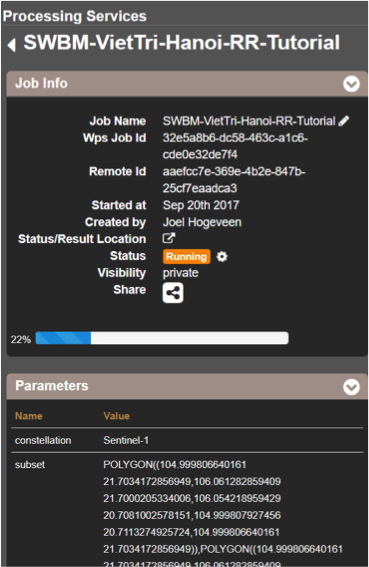 Processing Services
SWBM-VietTri-Hanoi-RR-Tutorial
Job Info
Job Name SWBM-VietTri-Hanoi-RR-Tutorial
Wps Job Id 32e5a8b6-dc58-463c-a1c6-
cde0e32de7f4
Remote Id aaefcc7e-369e-4b2e-847b-
25cf7eaadca3
Started at Sep 20th 2017
Created by Joel Hogeveen
Status/Result Location
Status Running
Visibility private
Share
22%
Parameters
Name Value
constellation Sentinel-1
subset POLYGON((104.999806640161
21.7034172856949,106.061282859409
21.7000205334006,106.054218959429
20.7081002578151,104.999807927456
20.7113274925724,104.999806640161
21.7034172856949)),POLYGON((104.999806640161
21.7034172856949,106.061282859409